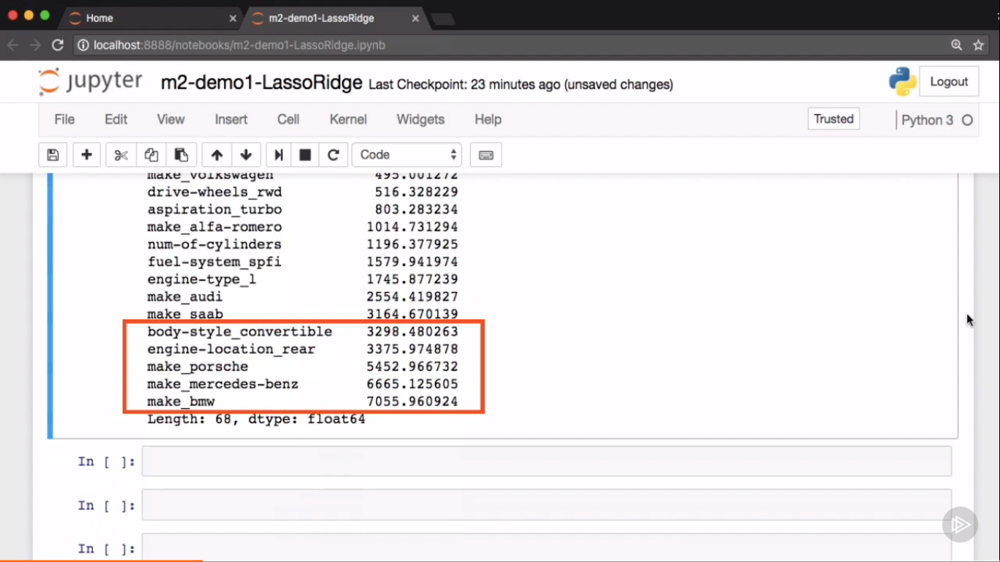 Home
m2-demo1-LassoRidge
localhost:8888/notebooks/m2-demo1-LassoRidge.ipynb
jupyter m2-demo1-LassoRidge Last Checkpoint: 23 minutes ago (unsaved changes) Logout
File Edit View Insert Cell Kernel Widgets Help Trusted Python 3
Code
make_volkswagen 495.001272
drive-wheels_rwd 516.328229
aspiration_turbo 803.283234
make_alfa-romero 1014.731294
num-of-cylinders 1196.377925
fuel-system_spfi 1579.941974
engine-type_l 1745.877239
make_audi 2554.419827
make_saab 3164.670139
body-style_convertible 3298.480263
engine-location_rear 3375.974878
make_porsche 5452.966732
make_mercedes-benz 6665.125605
make_bmw 7055.960924
Length: 68, dtype: float64
In [ ]:
In [ ]:
In [ ]: